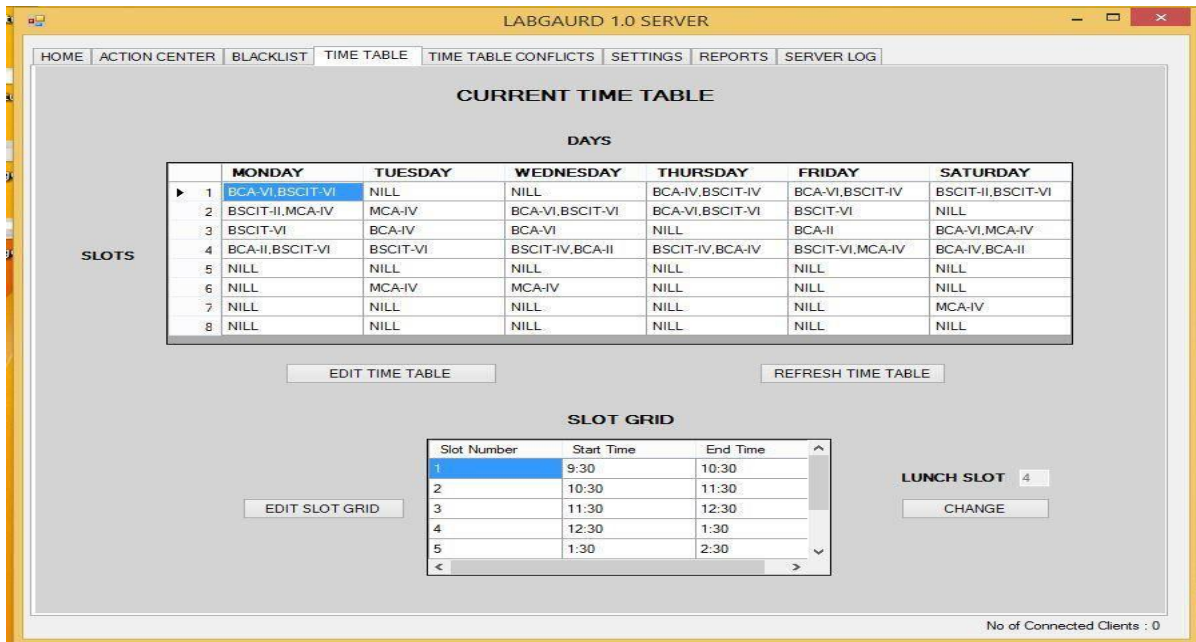 LABGAURD 1.0 SERVER
HOME ACTION CENTER BLACKLIST TIME TABLE TIME TABLE CONFLICTS SETTINGS REPORTS SERVER LOG
CURRENT TIME TABLE
DAYS
MONDAY TUESDAY WEDNESDAY THURSDAY FRIDAY SATURDAY
1 BCA-VI,BSCIT-VI NILL NILL BCA-IV,BSCIT-IV BCA-VI,BSCIT-IV BSCIT-II,BSCIT-VI
2 BSCIT-II,MCA-IV MCA-IV BCA-VI,BSCIT-VI BCA-VI,BSCIT-VI BSCIT-VI NILL
3 BSCIT-VI BCA-IV BCA-VI NILL BCA-II BCA-VI,MCA-IV
SLOTS 4 BCA-II,BSCIT-VI BSCIT-VI BSCIT-IV,BCA-II BSCIT-IV,BCA-IV BSCIT-VI,MCA-IV BCA-IV,BCA-II
5 NILL NILL NILL NILL NILL NILL
6 NILL MCA-IV MCA-IV NILL NILL NILL
7 NILL NILL NILL NILL NILL MCA-IV
8 NILL NILL NILL NILL NILL NILL
EDIT TIME TABLE REFRESH TIME TABLE
SLOT GRID
Slot Number Start Time End Time
1 9:30 10:30
2 10:30 11:30
3 11:30 12:30
4 12:30 1:30
5 1:30 2:30
EDIT SLOT GRID
LUNCH SLOT 4
CHANGE
No of Connected Clients : 0